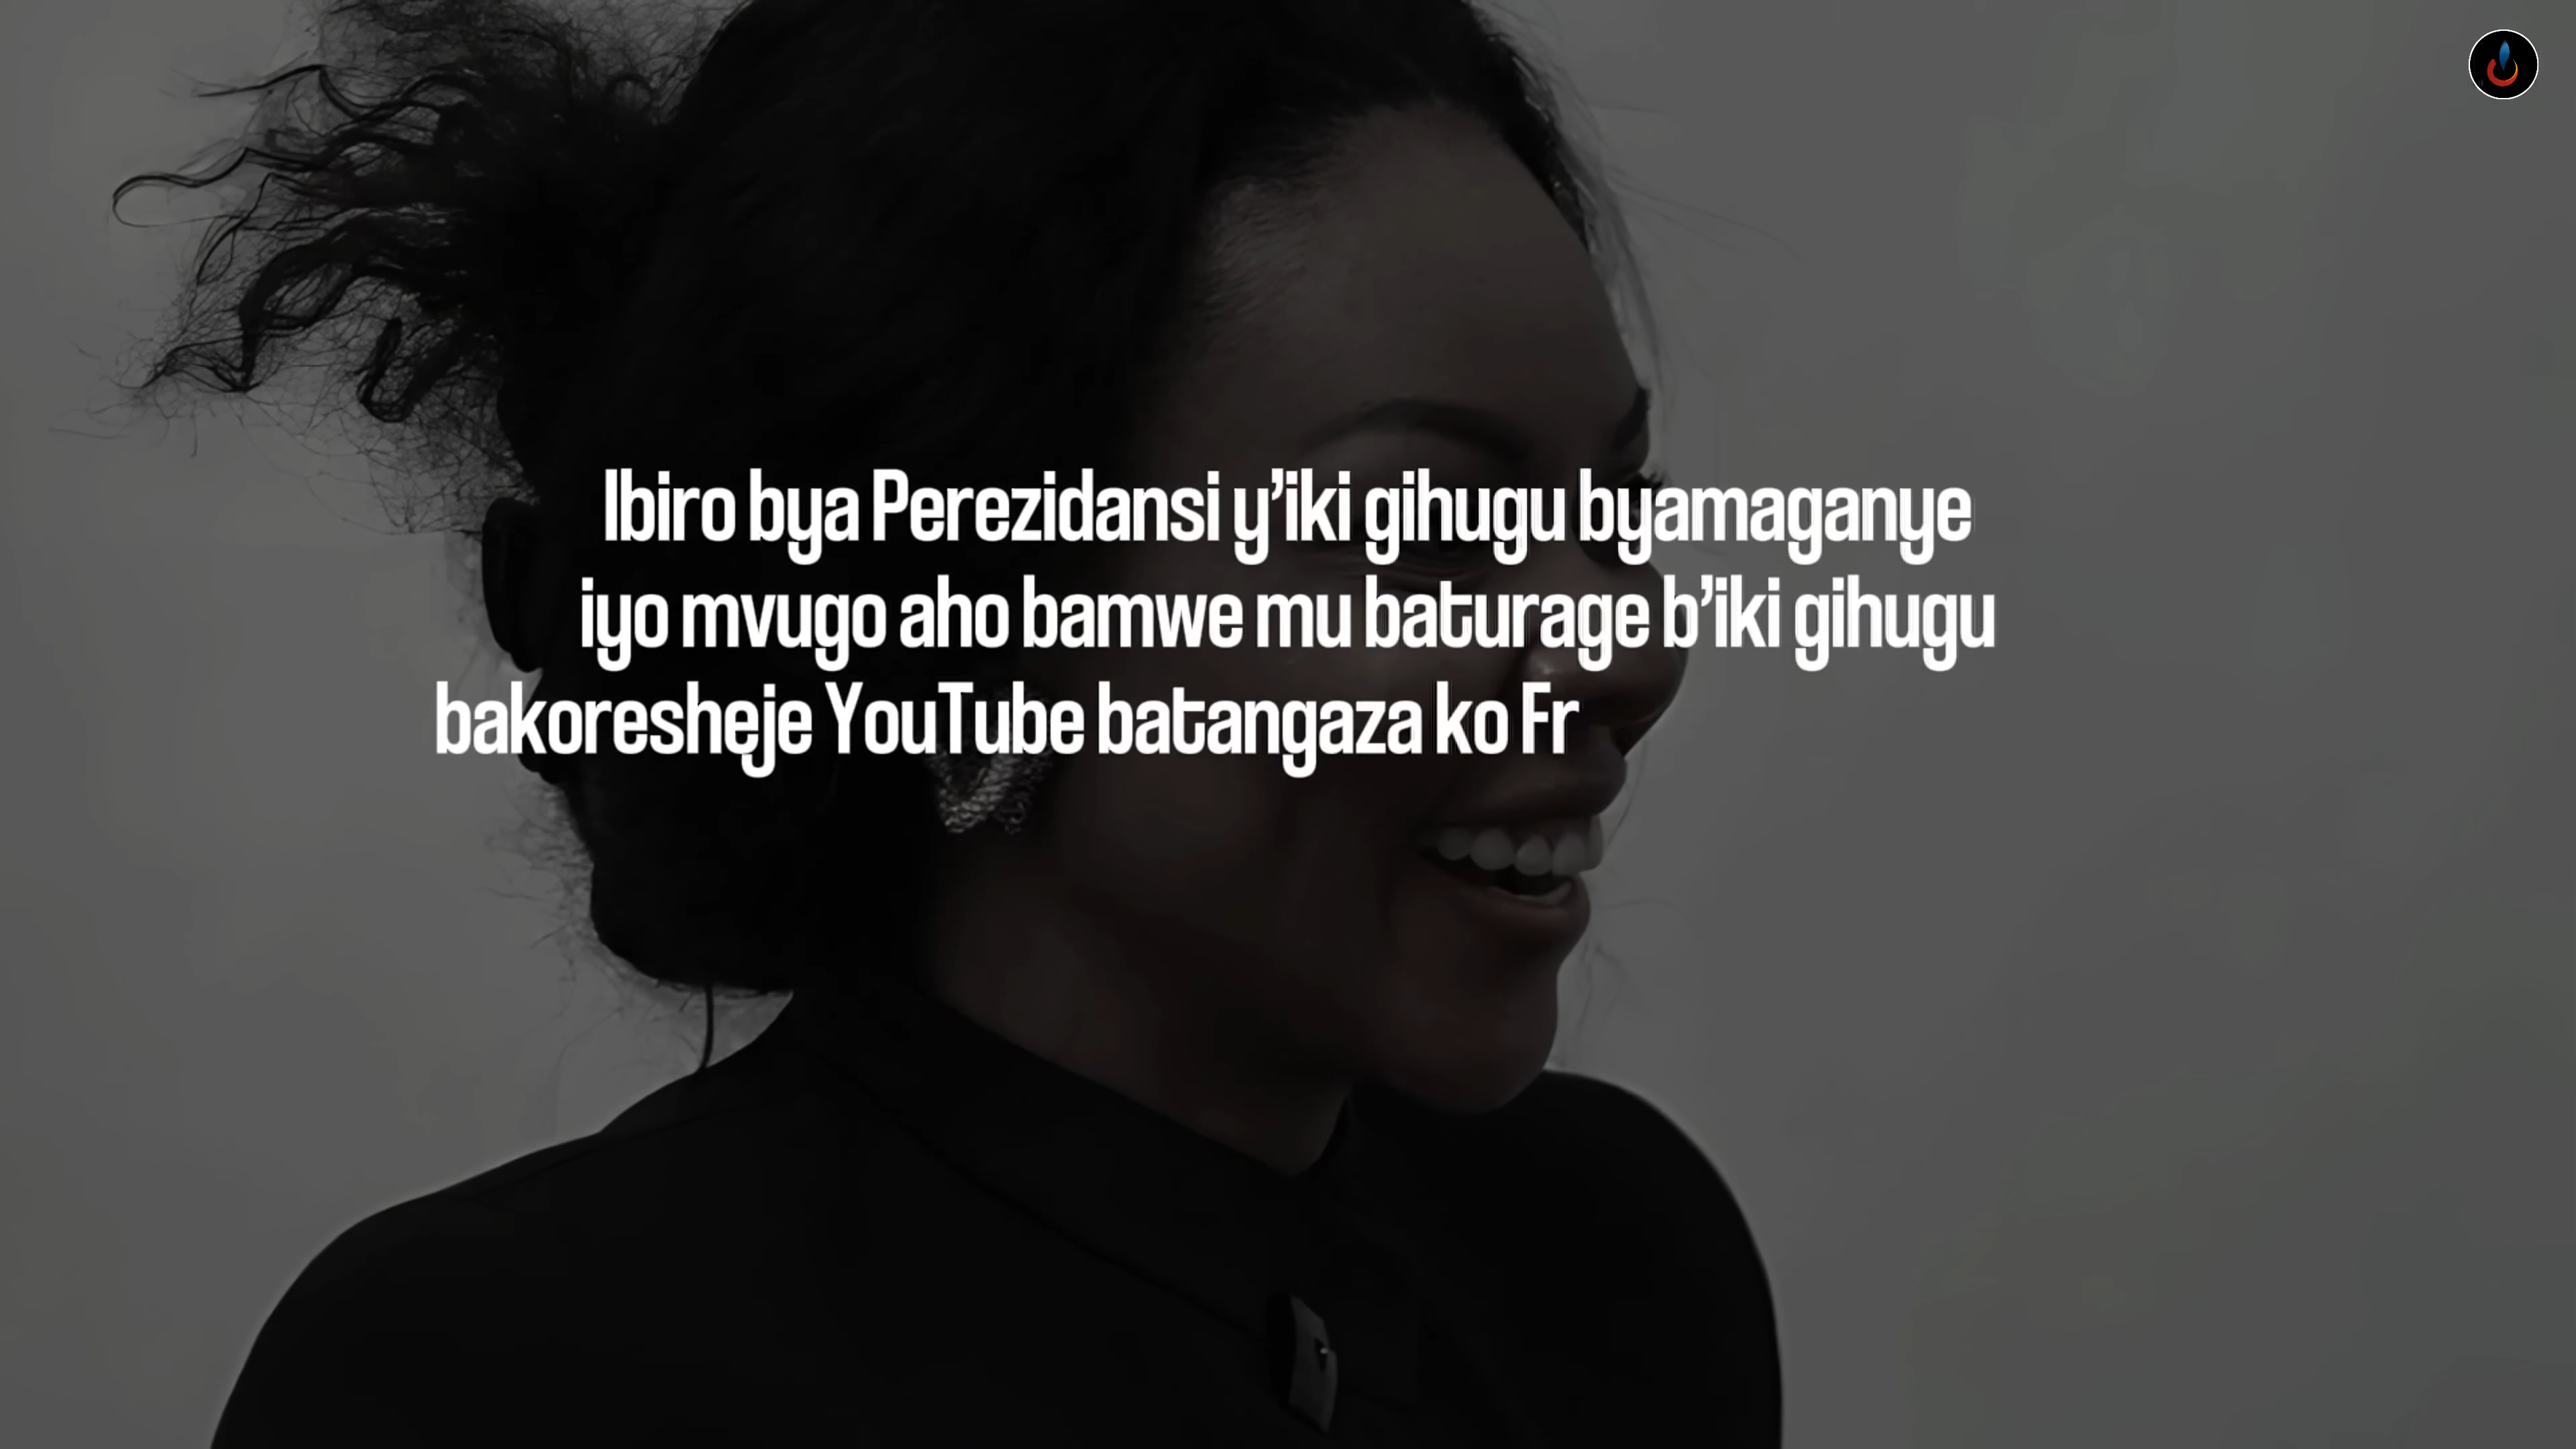 Ibiro bya Perezidansi y’iki gihugu byamaganye
iyo mvugo aho bamwe mu baturage b’iki gihugu
bakoresheje YouTube batangaza ko Fr